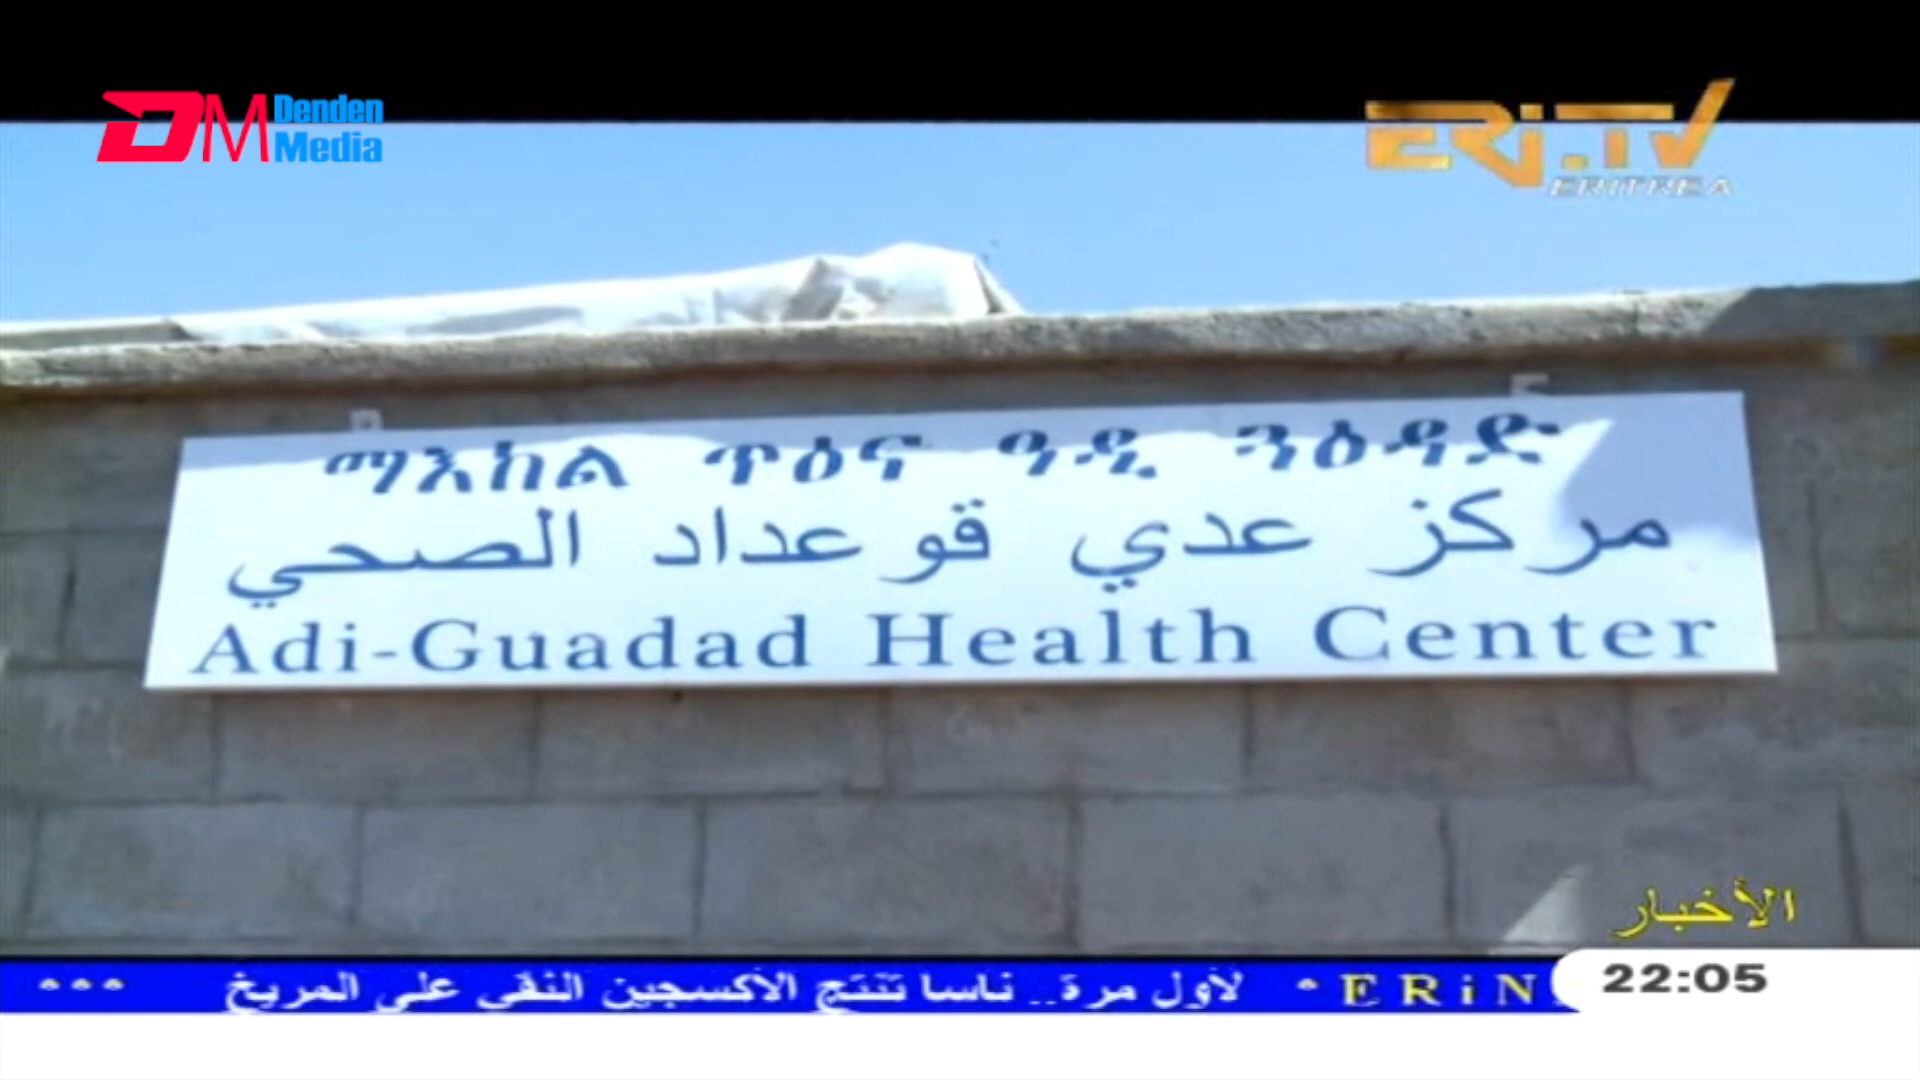 DM Denden Media
ERi.TV
ERITREA
ማእከል ጥዕና ዓዲ ጓዕዳድ
مركز عدي قوعداد الصحي
Adi-Guadad Health Center
الأخبار
22:05
ERiN * لأول مرة.. ناسا تنتج الأكسجين النقي على المريخ